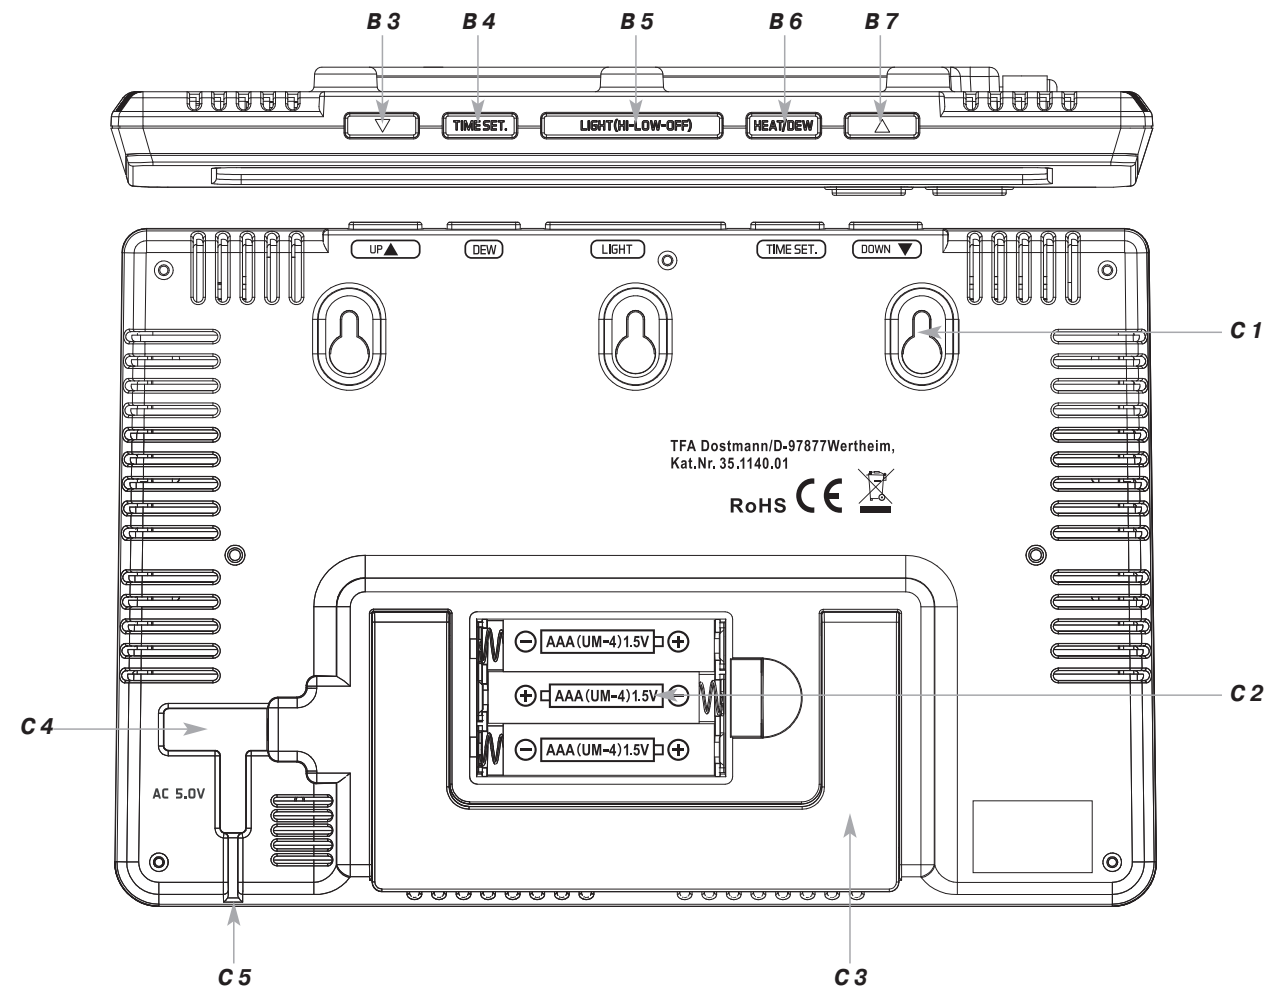 B 3 B 4 B 5 B 6 B 7
▽ TIME SET. LIGHT(HI-LOW-OFF) HEAT/DEW △
UP▲ DEW LIGHT TIME SET. DOWN ▼
C 1
TFA Dostmann/D-97877Wertheim,
Kat.Nr. 35.1140.01
RoHS CE
⊖ AAA(UM-4)1.5V ⊕
⊕ AAA(UM-4)1.5V ⊖
C 2
C 4
⊖ AAA(UM-4)1.5V ⊕
AC 5.0V
C 5
C 3